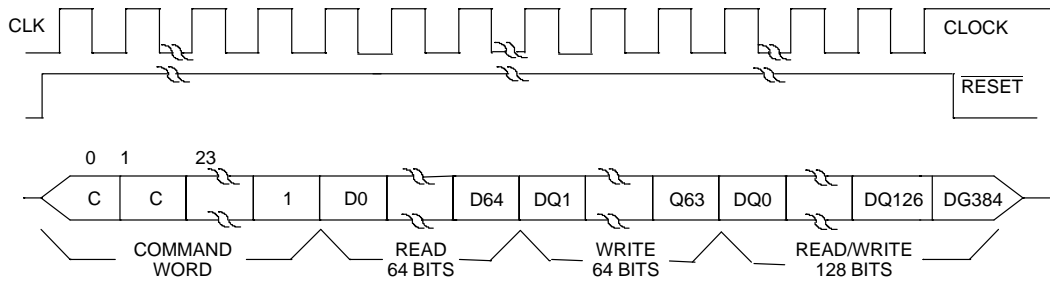 CLK
CLOCK
RESET
0 1 23
C C 1 D0 D64 DQ1 Q63 DQ0 DQ126 DG384
COMMAND WORD
READ 64 BITS
WRITE 64 BITS
READ/WRITE 128 BITS